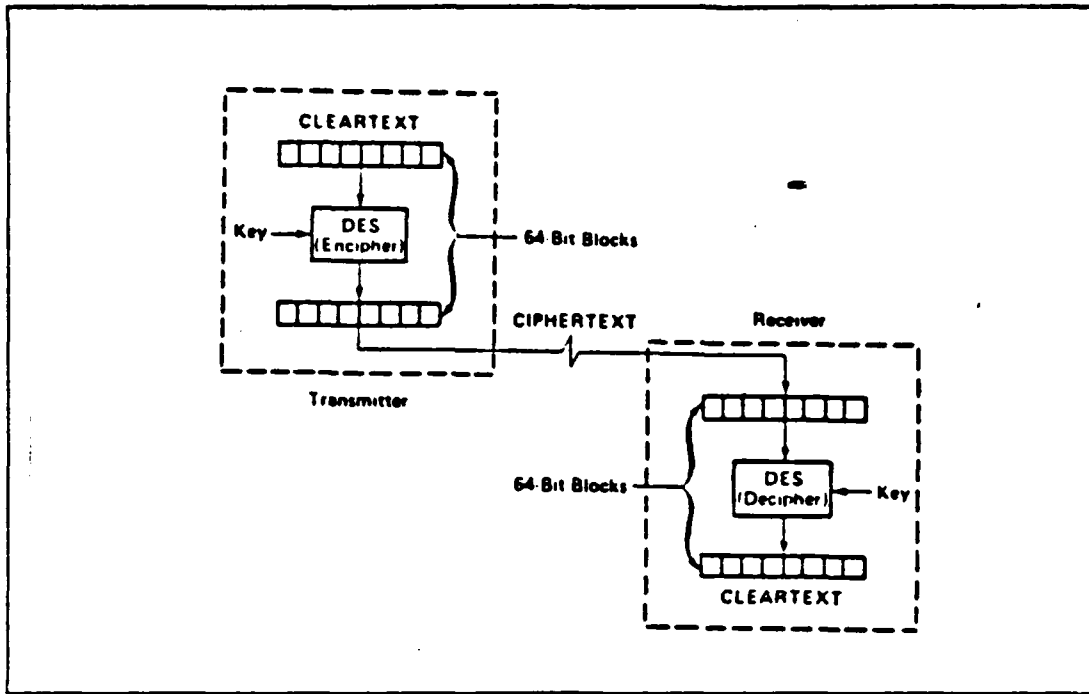 CLEARTEXT
Key
DES
(Encipher)
64-Bit Blocks
CIPHERTEXT
Receiver
Transmitter
64-Bit Blocks
DES
(Decipher)
Key
CLEARTEXT